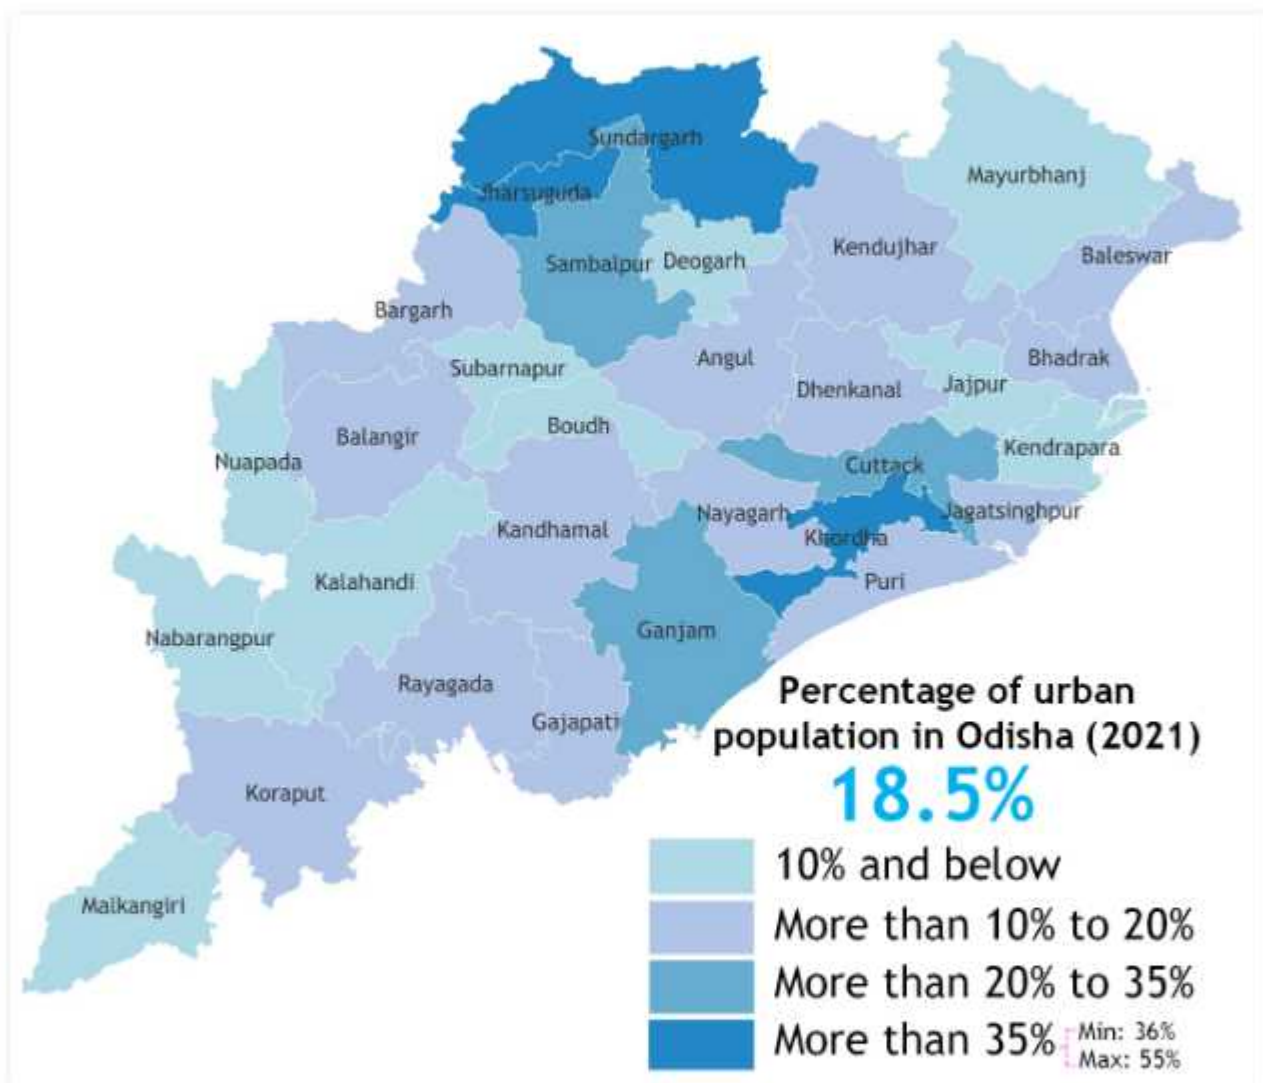 Sundargarh
Mayurbhanj
Jharsuguda
Kendujhar
Baleswar
Sambalpur
Deogarh
Bargarh
Angul
Bhadrak
Subarnapur
Dhenkanal
Jajpur
Boudh
Balangir
Kendrapara
Nuapada
Cuttack
Nayagarh
Jagatsinghpur
Kandhamal
Khordha
Kalahandi
Puri
Nabarangpur
Ganjam
Rayagada
Gajapati
Koraput
Malkangiri
Percentage of urban
population in Odisha (2021)
18.5%
10% and below
More than 10% to 20%
More than 20% to 35%
More than 35%
Min: 36%
Max: 55%